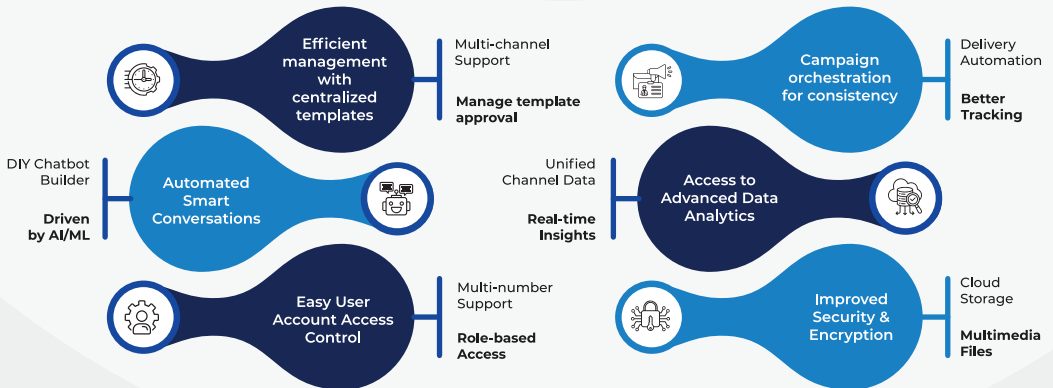 Efficient
management
with
centralized
templates
Multi-channel
Support
Manage template
approval
Campaign
orchestration
for consistency
Delivery
Automation
Better
Tracking
DIY Chatbot
Builder
Driven
by AI/ML
Automated
Smart
Conversations
Unified
Channel Data
Real-time
Insights
Access to
Advanced Data
Analytics
Easy User
Account Access
Control
Multi-number
Support
Role-based
Access
Improved
Security &
Encryption
Cloud
Storage
Multimedia
Files